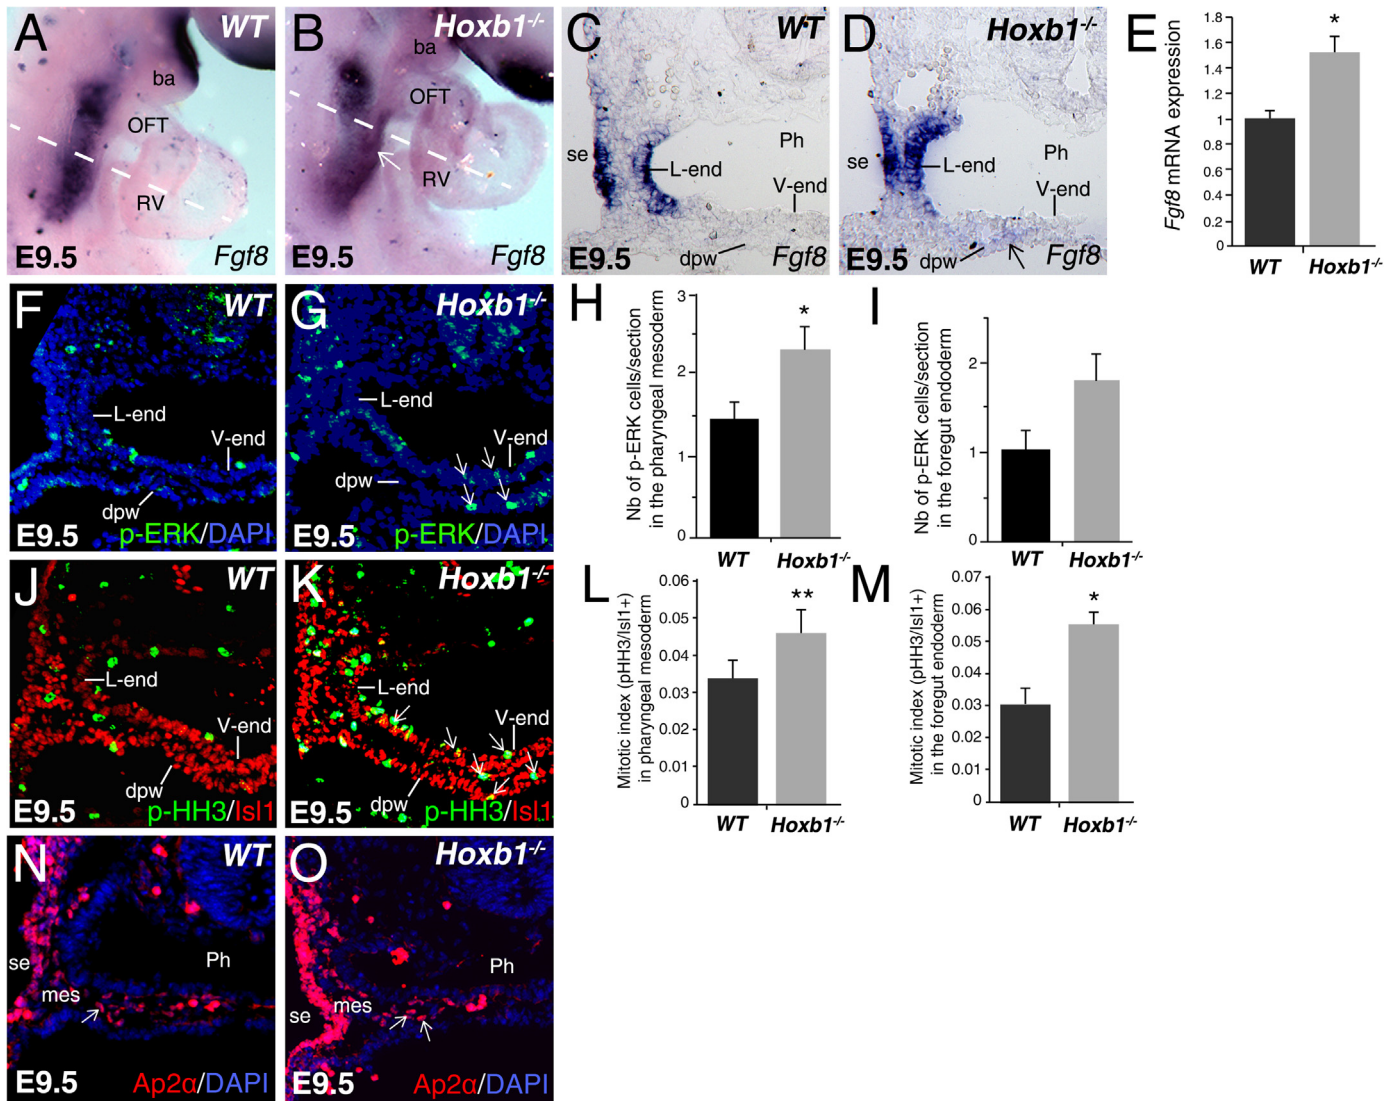 A
WT
ba
OFT
RV
E9.5
Fgf8
B
Hoxb1-/-
ba
OFT
RV
E9.5
Fgf8
C
WT
se
L-end
Ph
V-end
dpw
E9.5
Fgf8
D
Hoxb1-/-
se
L-end
Ph
V-end
dpw
E9.5
Fgf8
E
Fgf8 mRNA expression
1.8
1.6
1.4
1.2
1
0.8
0.6
0.4
0.2
0
*
WT
Hoxb1-/-
F
WT
L-end
V-end
dpw
E9.5
p-ERK/DAPI
G
Hoxb1-/-
L-end
V-end
dpw
E9.5
p-ERK/DAPI
H
Nb of p-ERK cells/section
in the pharyngeal mesoderm
3
2
1
0
*
WT
Hoxb1-/-
I
Nb of p-ERK cells/section
in the foregut endoderm
2
1
0
WT
Hoxb1-/-
J
WT
L-end
V-end
dpw
E9.5
p-HH3/Isl1
K
Hoxb1-/-
L-end
V-end
dpw
E9.5
p-HH3/Isl1
L
Mitotic index (pHH3/Isl1+)
in pharyngeal mesoderm
0.06
0.05
0.04
0.03
0.02
0.01
0
**
WT
Hoxb1-/-
M
Mitotic index (pHH3/Isl1+)
in the foregut endoderm
0.07
0.06
0.05
0.04
0.03
0.02
0.01
0
*
WT
Hoxb1-/-
N
WT
se
Ph
mes
E9.5
Ap2α/DAPI
O
Hoxb1-/-
Ph
mes
se
E9.5
Ap2α/DAPI